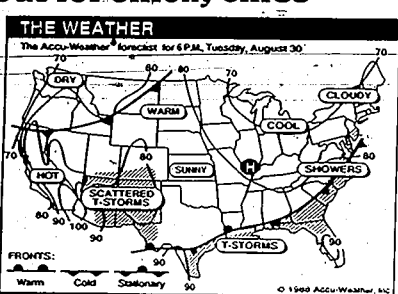 THE WEATHER
The Accu-Weather® forecast for 6 P.M., Tuesday, August 30
70
60
80
70
70
DRY
WARM
CLOUDY
COOL
80
70
HOT
80
SUNNY
H
SHOWERS
SCATTERED
T-STORMS
80
90
100
90
T-STORMS
90
90
90
FRONTS:
Warm
Cold
Stationary
© 1988 Accu-Weather, Inc